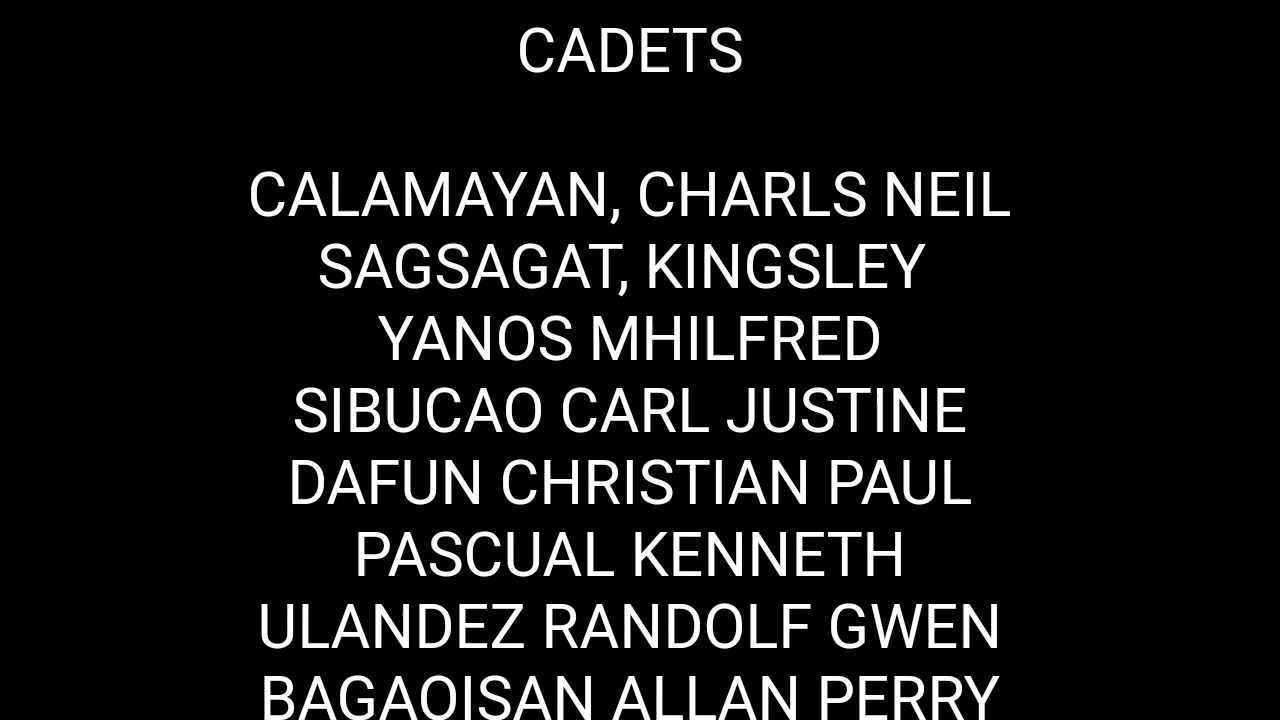 CADETS
CALAMAYAN, CHARLS NEIL
SAGSAGAT, KINGSLEY
YANOS MHILFRED
SIBUCAO CARL JUSTINE
DAFUN CHRISTIAN PAUL
PASCUAL KENNETH
ULANDEZ RANDOLF GWEN
BAGAOISAN ALLAN PERRY